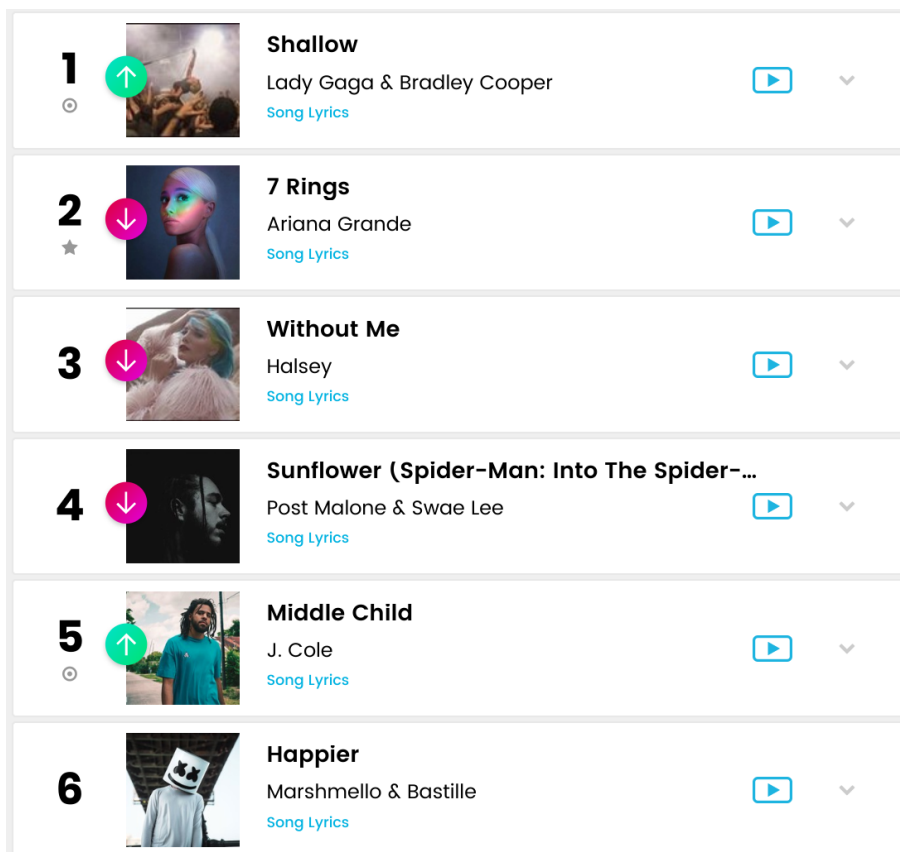 1
Shallow
Lady Gaga & Bradley Cooper
Song Lyrics
2
7 Rings
Ariana Grande
Song Lyrics
3
Without Me
Halsey
Song Lyrics
4
Sunflower (Spider-Man: Into The Spider-...
Post Malone & Swae Lee
Song Lyrics
5
Middle Child
J. Cole
Song Lyrics
6
Happier
Marshmello & Bastille
Song Lyrics